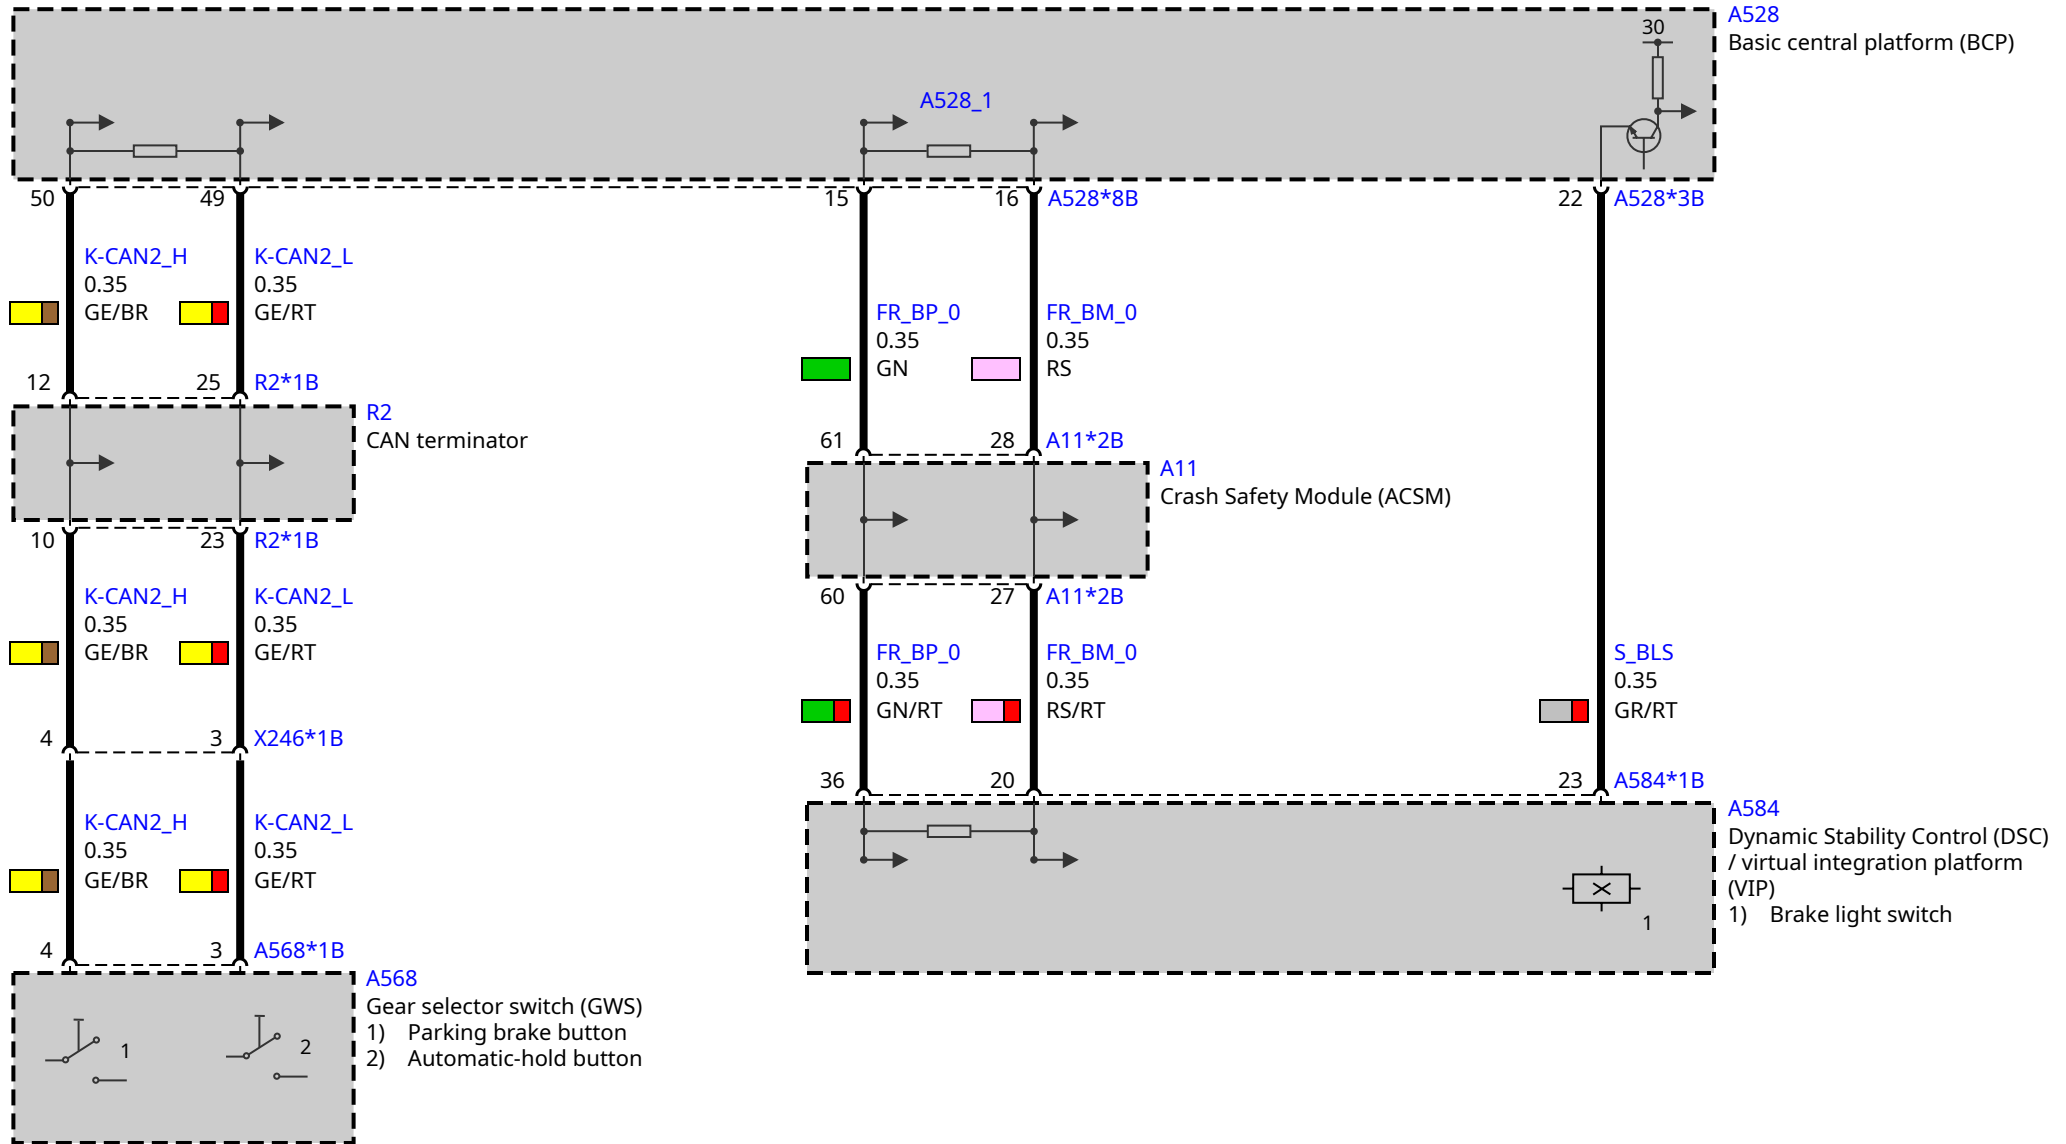 A528
Basic central platform (BCP)
30
A528_1
50
49
15
16
A528*8B
22
A528*3B
K-CAN2_H
0.35
GE/BR
K-CAN2_L
0.35
GE/RT
FR_BP_0
0.35
GN
FR_BM_0
0.35
RS
12
25
R2*1B
R2
CAN terminator
61
28
A11*2B
A11
Crash Safety Module (ACSM)
10
23
R2*1B
60
27
A11*2B
K-CAN2_H
0.35
GE/BR
K-CAN2_L
0.35
GE/RT
FR_BP_0
0.35
GN/RT
FR_BM_0
0.35
RS/RT
S_BLS
0.35
GR/RT
4
3
X246*1B
36
20
23
A584*1B
A584
Dynamic Stability Control (DSC)
/ virtual integration platform
(VIP)
1) Brake light switch
1
K-CAN2_H
0.35
GE/BR
K-CAN2_L
0.35
GE/RT
4
3
A568*1B
A568
Gear selector switch (GWS)
1) Parking brake button
2) Automatic-hold button
1
2